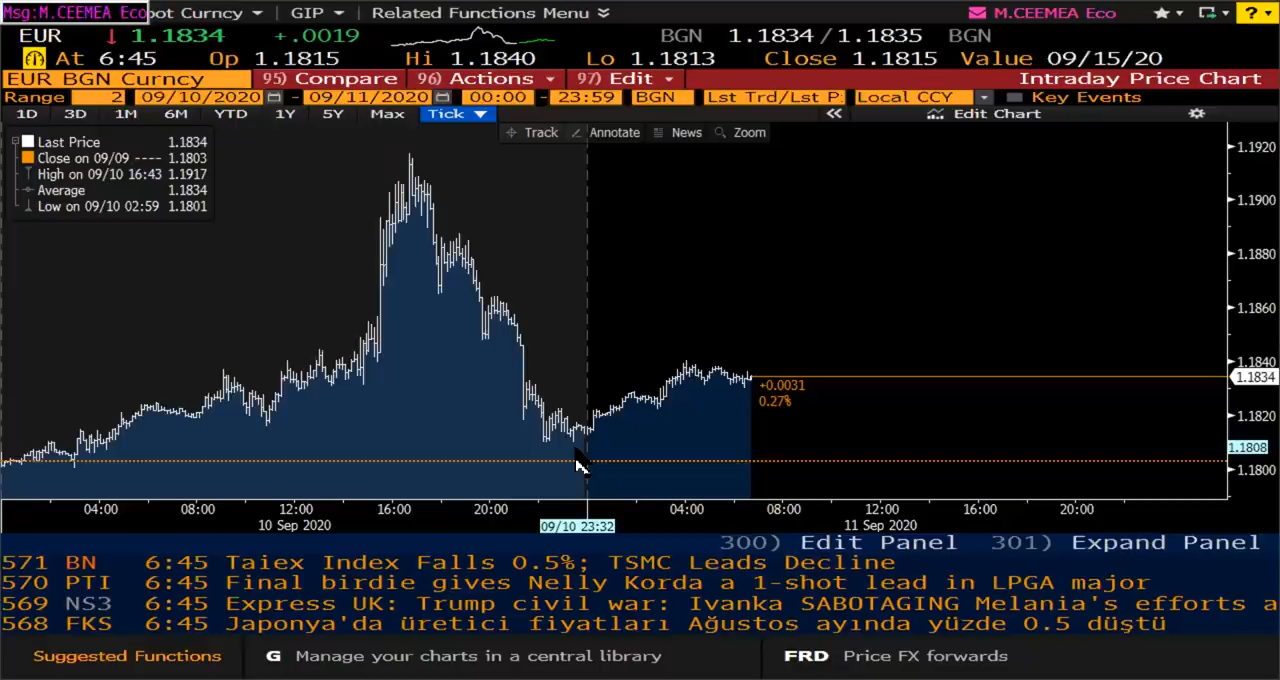 Msg:M.CEEMEA Eco pot Curncy GIP Related Functions Menu M.CEEMEA Eco ?
EUR ↓ 1.1834 +.0019 BGN 1.1834 / 1.1835 BGN
At 6:45 Op 1.1815 Hi 1.1840 Lo 1.1813 Close 1.1815 Value 09/15/20
EUR BGN Curncy 95) Compare 96) Actions 97) Edit Intraday Price Chart
Range 2 09/10/2020 - 09/11/2020 00:00 - 23:59 BGN Lst Trd/Lst P Local CCY Key Events
1D 3D 1M 6M YTD 1Y 5Y Max Tick « Edit Chart
Track Annotate News Zoom
Last Price 1.1834
Close on 09/09 ---- 1.1803
High on 09/10 16:43 1.1917
Average 1.1834
Low on 09/10 02:59 1.1801
1.1920
1.1900
1.1880
1.1860
1.1840
1.1834
+0.0031
0.27%
1.1820
1.1808
1.1800
04:00 08:00 12:00 16:00 20:00 04:00 08:00 12:00 16:00 20:00
10 Sep 2020 09/10 23:32 11 Sep 2020
300) Edit Panel 301) Expand Panel
571 BN 6:45 Taiex Index Falls 0.5%; TSMC Leads Decline
570 PTI 6:45 Final birdie gives Nelly Korda a 1-shot lead in LPGA major
569 NS3 6:45 Express UK: Trump civil war: Ivanka SABOTAGING Melania's efforts a
568 FKS 6:45 Japonya'da üretici fiyatları Ağustos ayında yüzde 0.5 düştü
Suggested Functions G Manage your charts in a central library FRD Price FX forwards